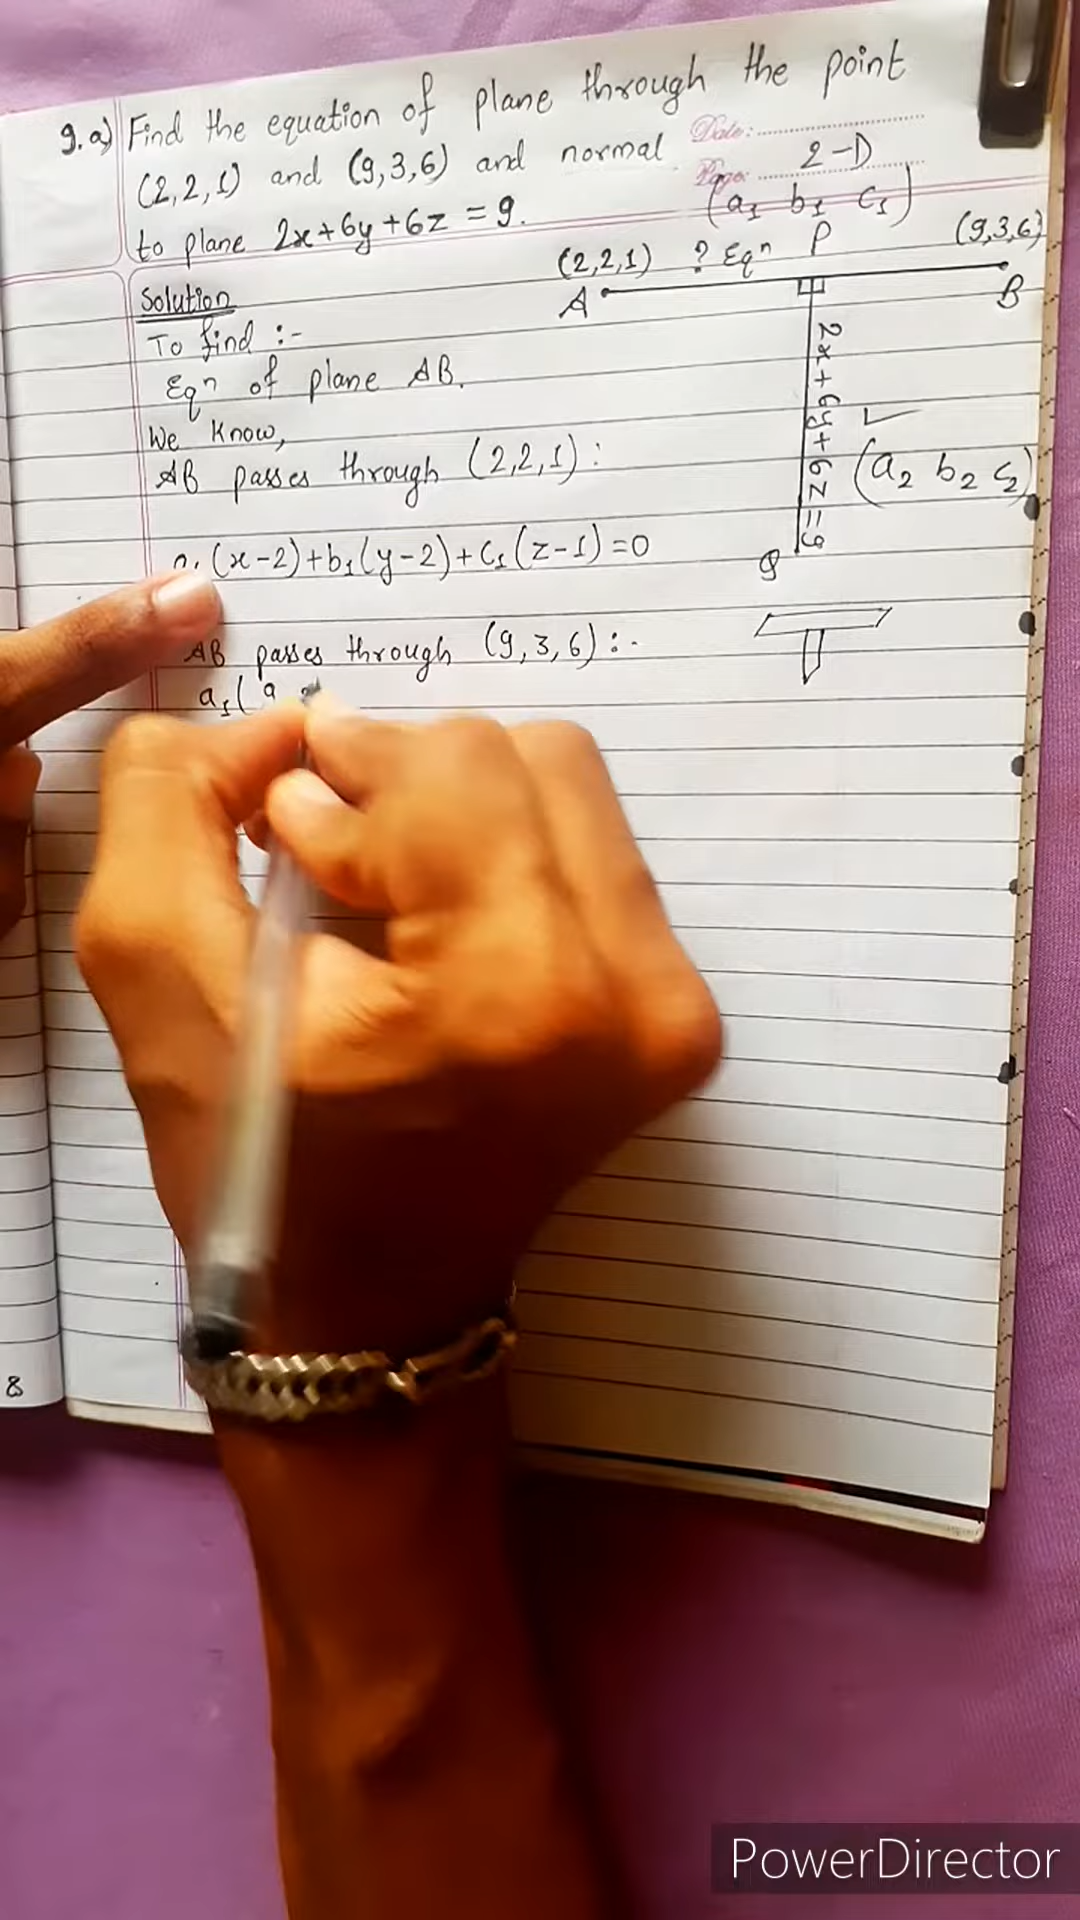 9.a) Find the equation of plane through the point
(2,2,1) and (9,3,6) and normal
to plane 2x+6y+6z=9.
Date:
Page:
2-D
(a₁ b₁ c₁)
(2,2,1) ? Eqⁿ P (9,3,6)
A B
2x+6y+6z=9
(a₂ b₂ c₂)
Q
Solution
To find :-
Eqⁿ of plane AB.
We Know,
AB passes through (2,2,1):
(x-2)+b₁(y-2)+c₁(z-1)=0
AB passes through (9,3,6):-
a₁(
8
PowerDirector